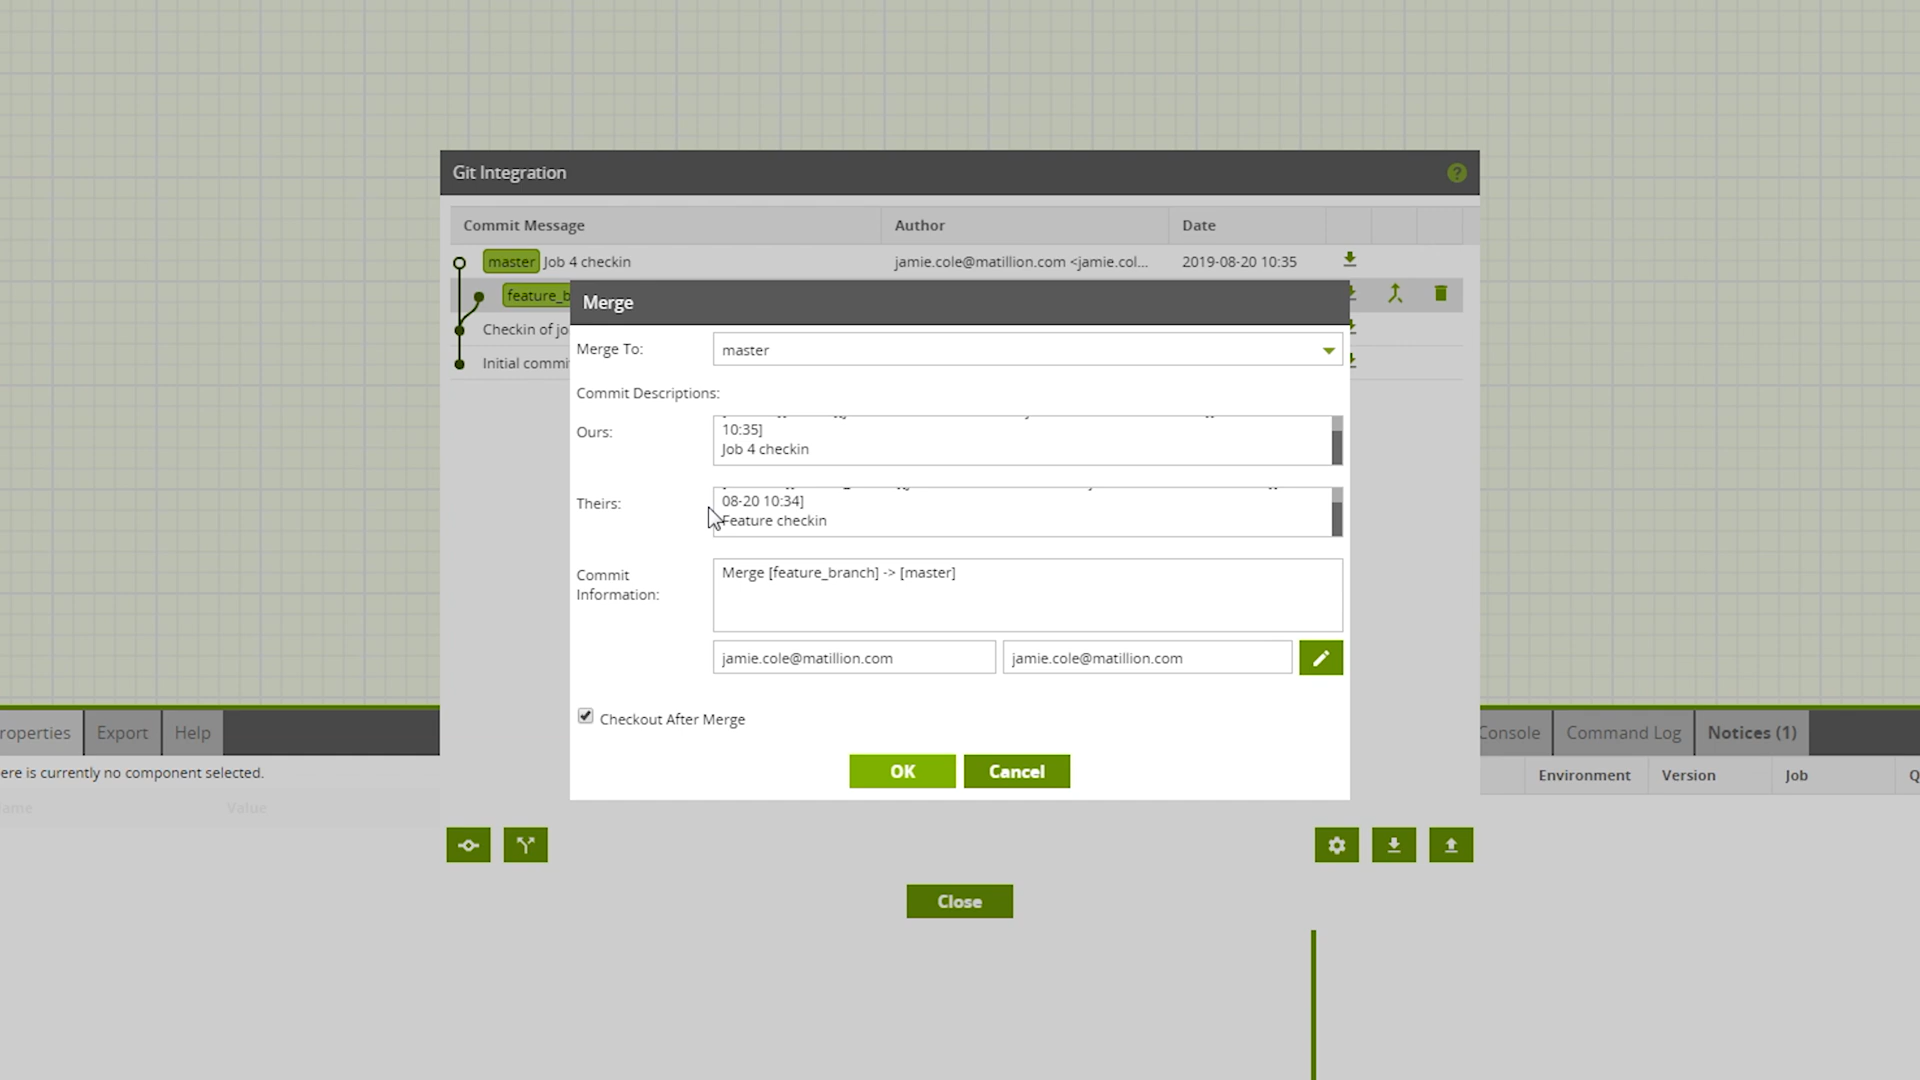 Git Integration
?
Commit Message Author Date
master Job 4 checkin jamie.cole@matillion.com <jamie.col... 2019-08-20 10:35
feature_b
Checkin of jo
Initial commi
Merge
Merge To: master
Commit Descriptions:
Ours:
10:35]
Job 4 checkin
Theirs:
08-20 10:34]
Feature checkin
Commit
Information:
Merge [feature_branch] -> [master]
jamie.cole@matillion.com jamie.cole@matillion.com
Checkout After Merge
OK Cancel
Close
roperties Export Help
ere is currently no component selected.
ame Value
Console Command Log Notices (1)
Environment Version Job Q